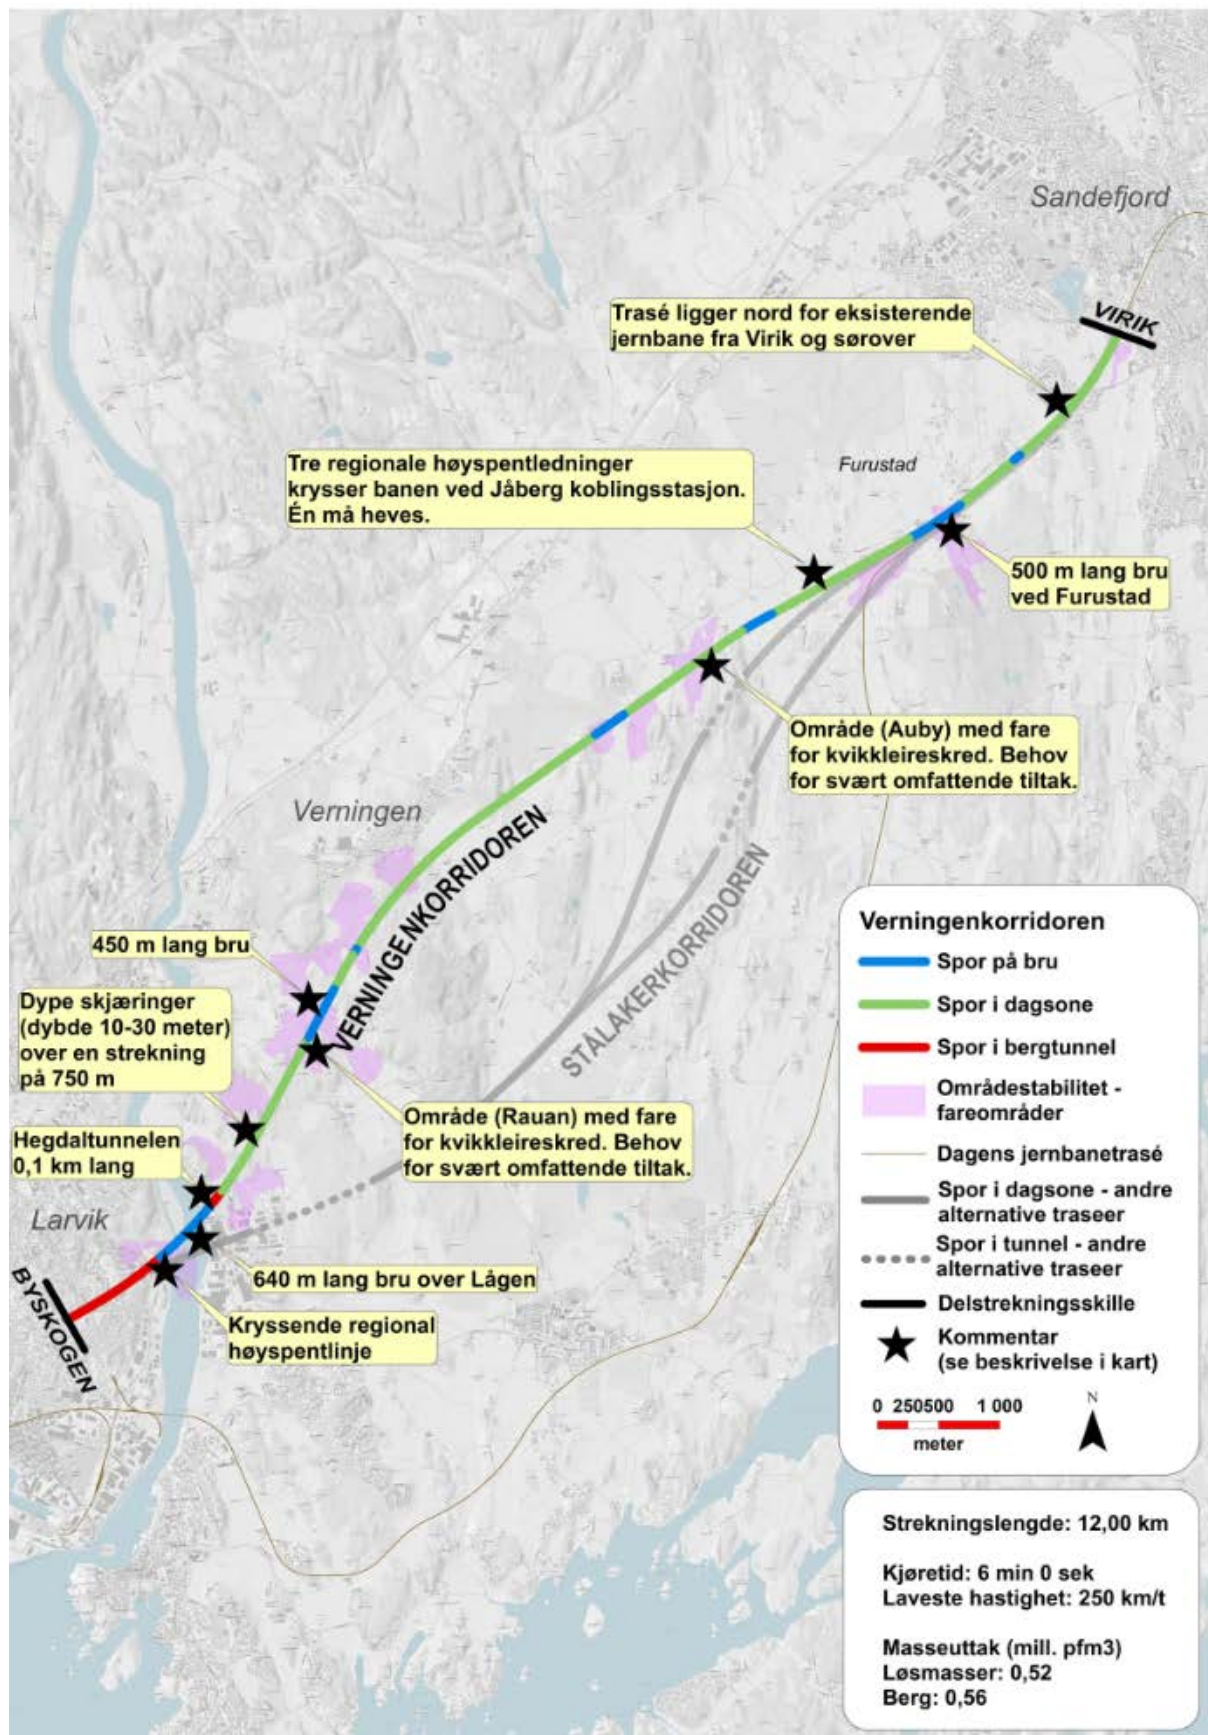 Sandefjord
VIRIK
Trasé ligger nord for eksisterende
jernbane fra Virik og sørover
Furustad
Tre regionale høyspentledninger
krysser banen ved Jåberg koblingsstasjon.
Én må heves.
500 m lang bru
ved Furustad
Område (Auby) med fare
for kvikkleireskred. Behov
for svært omfattende tiltak.
Verningen
VERNINGENKORRIDOREN
STÅLAKERKORRIDOREN
450 m lang bru
Dype skjæringer
(dybde 10-30 meter)
over en strekning
på 750 m
Område (Rauan) med fare
for kvikkleireskred. Behov
for svært omfattende tiltak.
Hegdaltunnelen
0,1 km lang
Larvik
640 m lang bru over Lågen
BYSKOGEN
Kryssende regional
høyspentlinje
Verningenkorridoren
Spor på bru
Spor i dagsone
Spor i bergtunnel
Områdestabilitet -
fareområder
Dagens jernbanetrasé
Spor i dagsone - andre
alternative traseer
Spor i tunnel - andre
alternative traseer
Delstrekningsskille
Kommentar
(se beskrivelse i kart)
0 250500 1 000
meter
N
Strekningslengde: 12,00 km
Kjøretid: 6 min 0 sek
Laveste hastighet: 250 km/t
Masseuttak (mill. pfm3)
Løsmasser: 0,52
Berg: 0,56